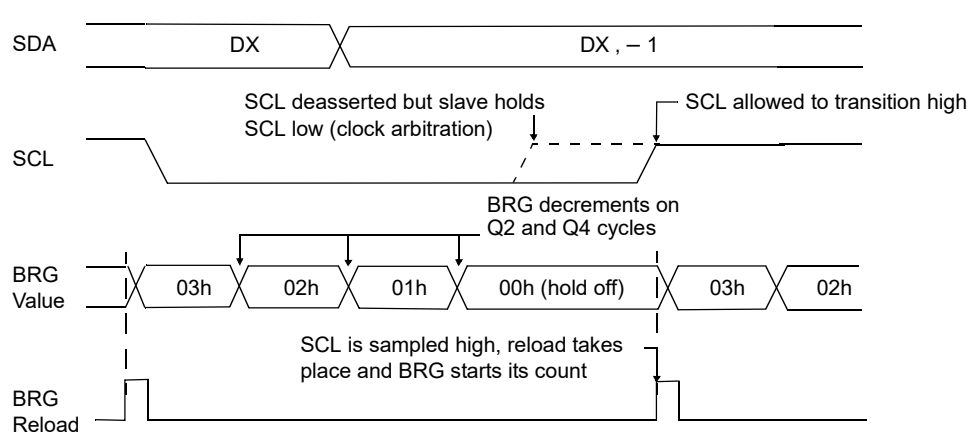 SDA
DX
DX , – 1
SCL deasserted but slave holds
SCL low (clock arbitration)
SCL allowed to transition high
SCL
BRG decrements on
Q2 and Q4 cycles
BRG
Value
03h
02h
01h
00h (hold off)
03h
02h
SCL is sampled high, reload takes
place and BRG starts its count
BRG
Reload